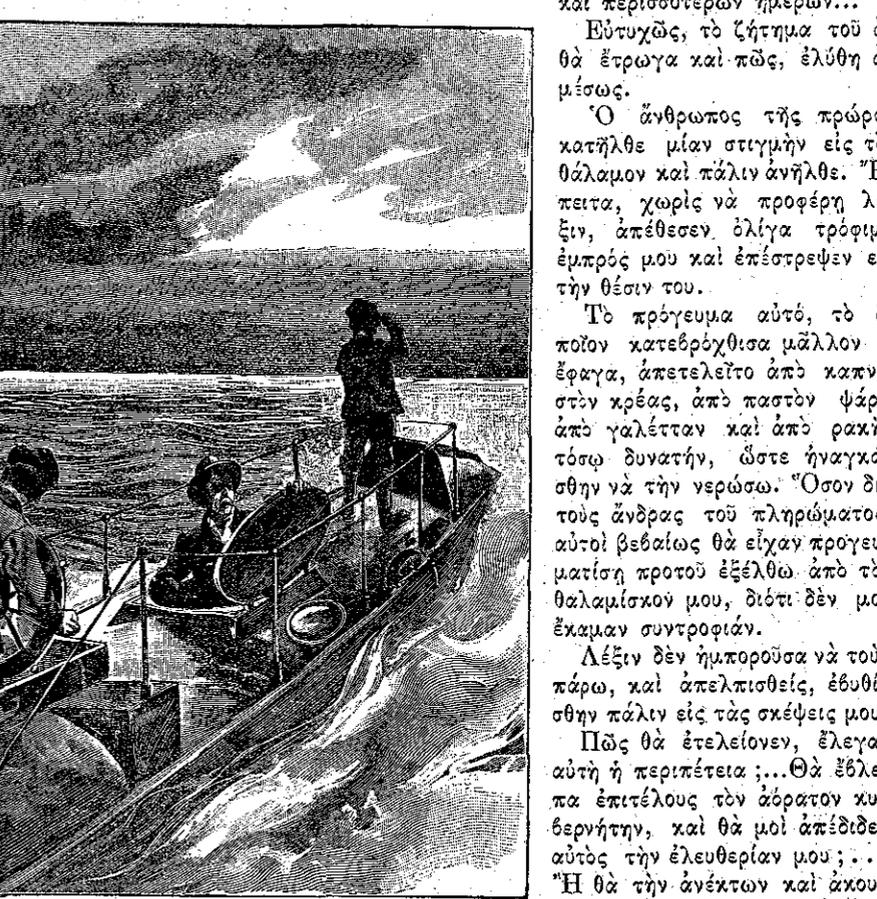 καὶ περισσοτέρων ἡμερῶν...
Εὐτυχῶς, τὸ ζήτημα τοῦ
θὰ ἔτρωγα καὶ πῶς, ἐλύθη
μέσως.
Ὁ ἄνθρωπος τῆς πρώρ
κατῆλθε μίαν στιγμὴν εἰς τὸ
θάλαμον καὶ πάλιν ἀνῆλθε. Ἔ
πειτα, χωρὶς νὰ προφέρῃ λ
ξιν, ἀπέθεσεν ὀλίγα τρόφιμ
ἐμπρός μου καὶ ἐπέστρεψεν ε
τὴν θέσιν του.
Τὸ πρόγευμα αὐτό, τὸ
ποῖον κατεβρόχθισα μᾶλλον
ἔφαγα, ἀπετελεῖτο ἀπὸ καπν
στὸν κρέας, ἀπὸ παστὸν ψάρ
ἀπὸ γαλέτταν καὶ ἀπὸ ρακὴ
τόσῳ δυνατήν, ὥστε ἠναγκά
σθην νὰ τὴν νερώσω. Ὅσον δι
τοὺς ἄνδρας τοῦ πληρώματος
αὐτοὶ βεβαίως θὰ εἶχαν προγευ
ματίσῃ προτοῦ ἐξέλθω ἀπὸ τὸ
θαλαμίσκον μου, διότι δὲν μο
ἔκαμαν συντροφιάν.
Λέξιν δὲν ἠμποροῦσα νὰ τοὺ
πάρω, καὶ ἀπελπισθείς, ἐβυθί
σθην πάλιν εἰς τὰς σκέψεις μου
Πῶς θὰ ἐτελείονεν, ἔλεγα
αὐτὴ ἡ περιπέτεια ;...Θὰ ἔβλε
πα ἐπιτέλους τὸν ἀόρατον κυ
βερνήτην, καὶ θὰ μοὶ ἀπέδιδε
αὐτὸς τὴν ἐλευθερίαν μου ; ..
Ἢ θὰ τὴν ἀνέκτων καὶ ἀκου